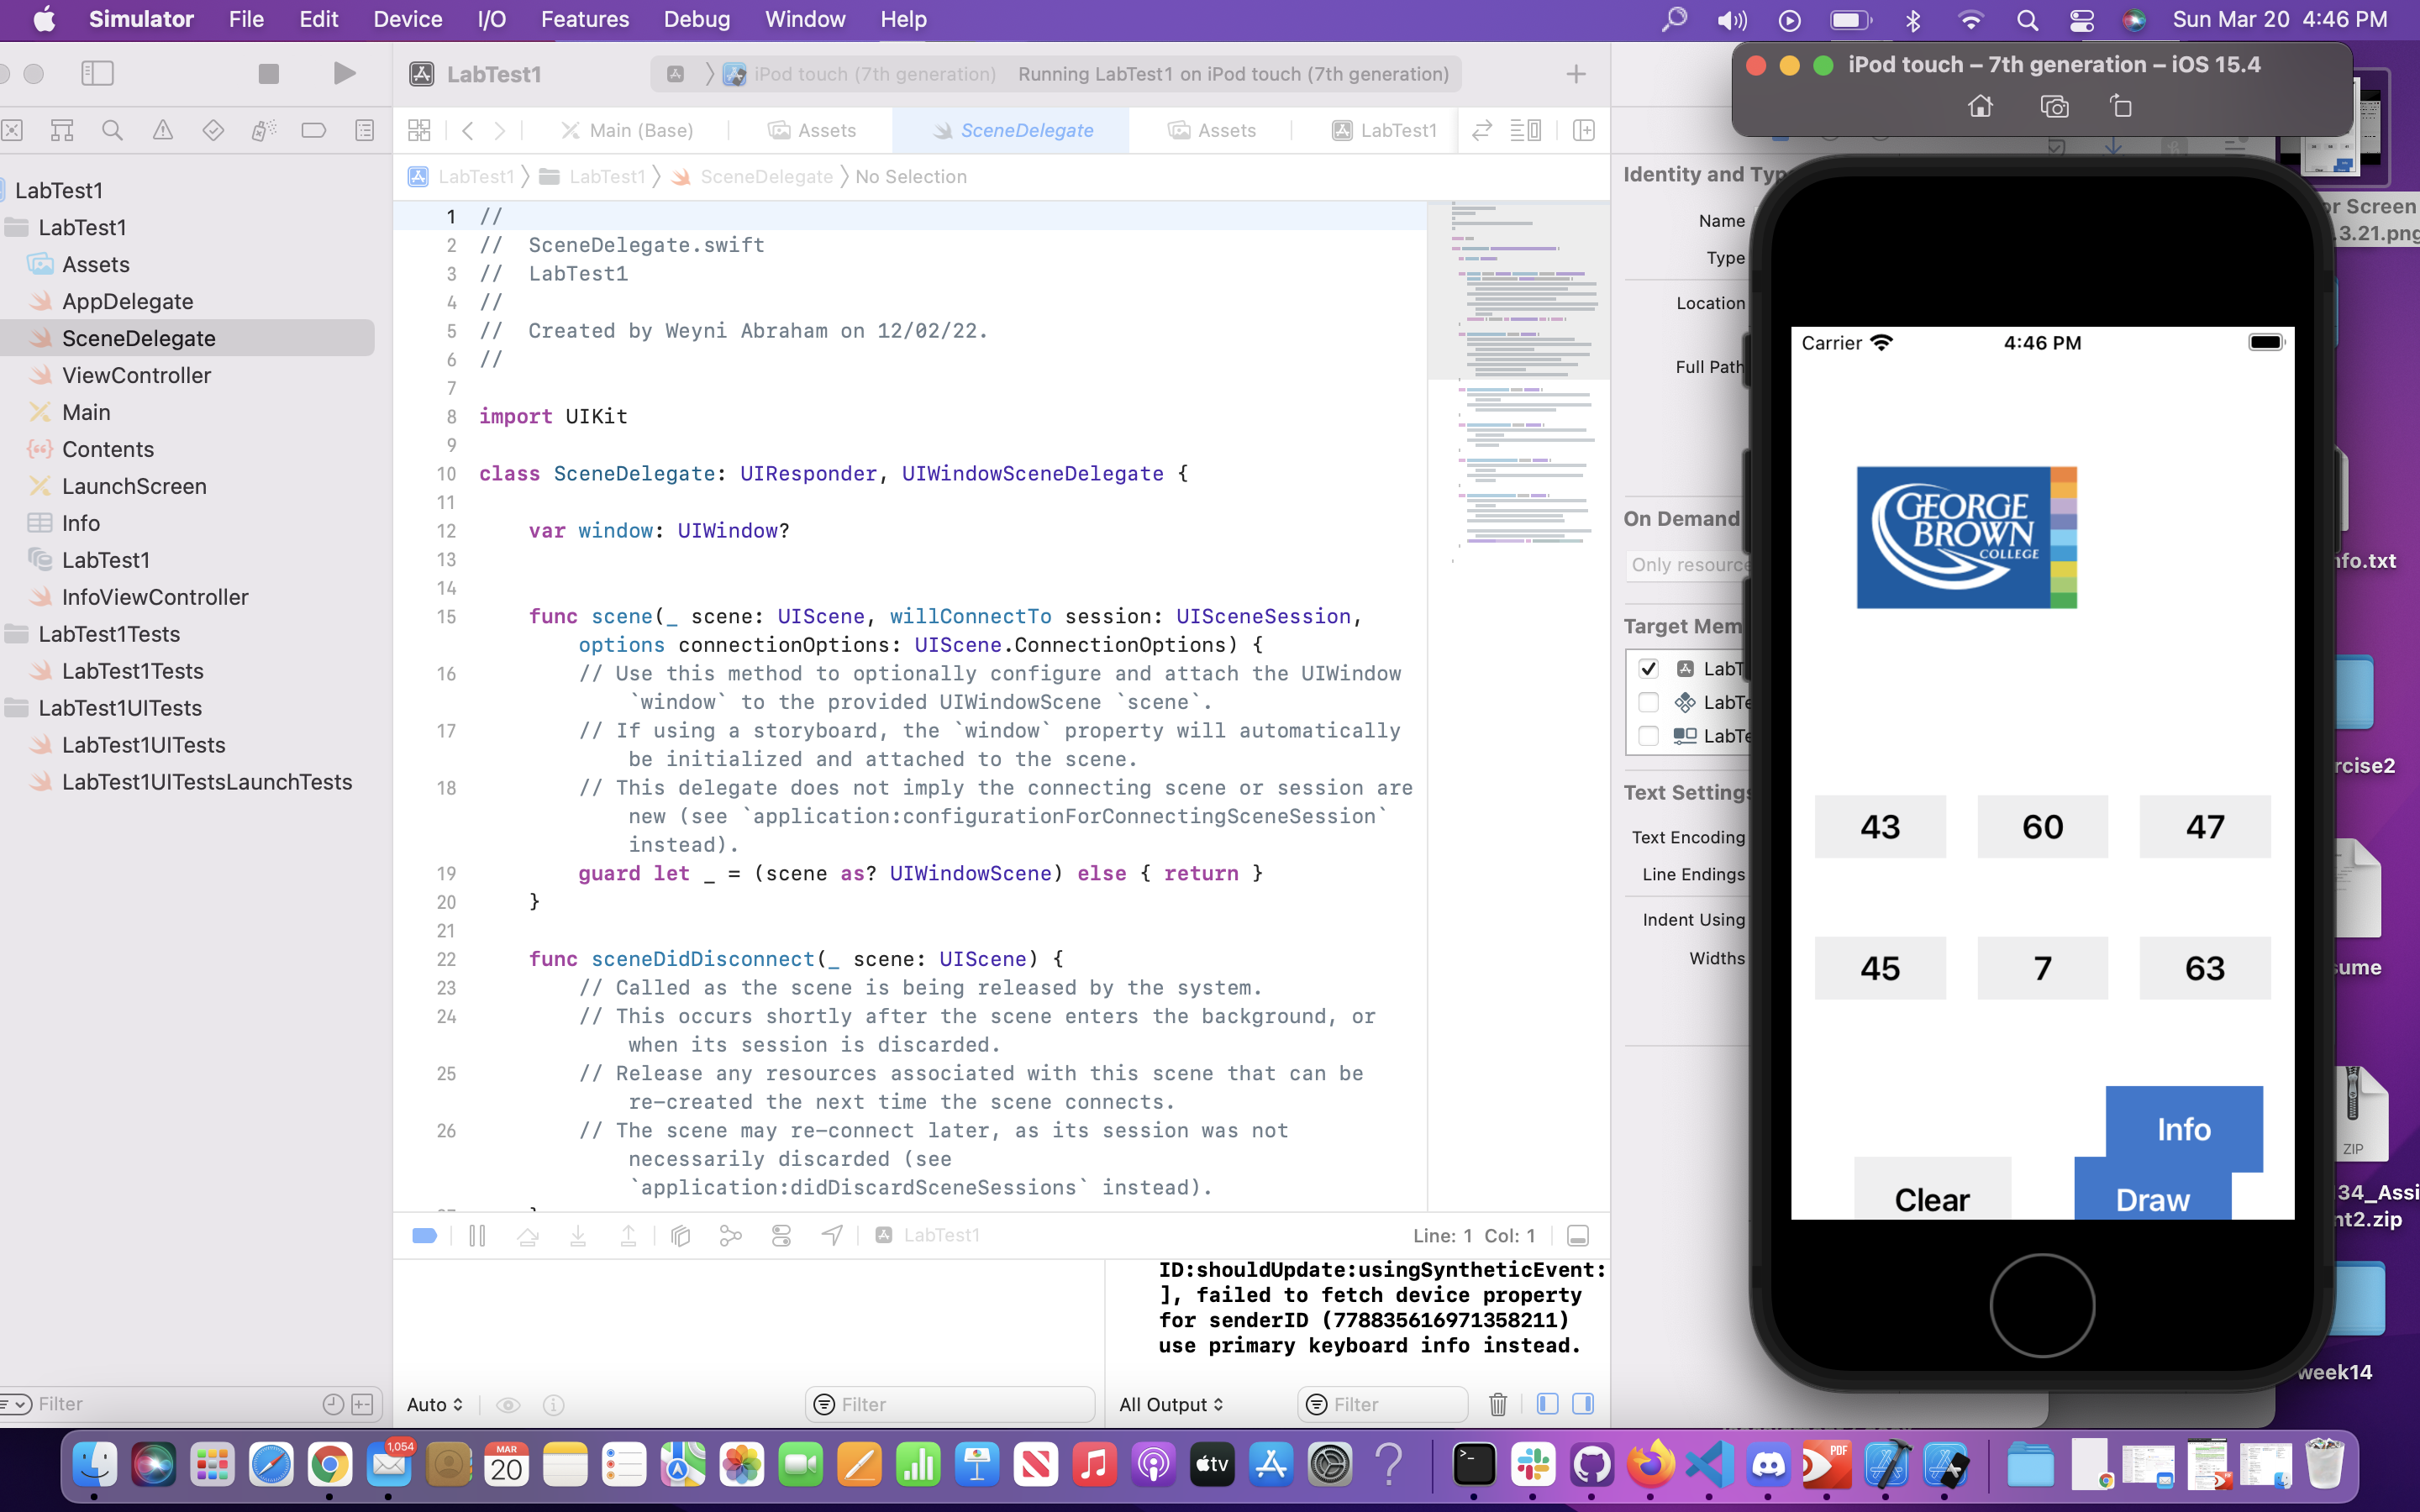 Simulator File Edit Device I/O Features Debug Window Help Sun Mar 20 4:46 PM
LabTest1
iPod touch (7th generation) Running LabTest1 on iPod touch (7th generation)
Main (Base) Assets SceneDelegate Assets LabTest1
LabTest1 LabTest1 SceneDelegate No Selection
LabTest1
LabTest1
Assets
AppDelegate
SceneDelegate
ViewController
Main
Contents
LaunchScreen
Info
LabTest1
InfoViewController
LabTest1Tests
LabTest1Tests
LabTest1UITests
LabTest1UITests
LabTest1UITestsLaunchTests
Filter
1 //
2 // SceneDelegate.swift
3 // LabTest1
4 //
5 // Created by Weyni Abraham on 12/02/22.
6 //
7
8 import UIKit
9
10 class SceneDelegate: UIResponder, UIWindowSceneDelegate {
11
12 var window: UIWindow?
13
14
15 func scene(_ scene: UIScene, willConnectTo session: UISceneSession,
options connectionOptions: UIScene.ConnectionOptions) {
16 // Use this method to optionally configure and attach the UIWindow
`window` to the provided UIWindowScene `scene`.
17 // If using a storyboard, the `window` property will automatically
be initialized and attached to the scene.
18 // This delegate does not imply the connecting scene or session are
new (see `application:configurationForConnectingSceneSession`
instead).
19 guard let _ = (scene as? UIWindowScene) else { return }
20 }
21
22 func sceneDidDisconnect(_ scene: UIScene) {
23 // Called as the scene is being released by the system.
24 // This occurs shortly after the scene enters the background, or
when its session is discarded.
25 // Release any resources associated with this scene that can be
re-created the next time the scene connects.
26 // The scene may re-connect later, as its session was not
necessarily discarded (see
`application:didDiscardSceneSessions` instead).
LabTest1
Line: 1 Col: 1
ID:shouldUpdate:usingSyntheticEvent:
], failed to fetch device property
for senderID (778835616971358211)
use primary keyboard info instead.
Auto Filter All Output Filter
Identity and Typ
Name
Type
Location
Full Path
On Demand
Only resource
Target Mem
LabT
LabTe
LabTe
Text Settings
Text Encoding
Line Endings
Indent Using
Widths
iPod touch – 7th generation – iOS 15.4
Carrier 4:46 PM
GEORGE
BROWN
COLLEGE
43 60 47
45 7 63
Info
Clear Draw
or Screen
.3.21.png
nfo.txt
rcise2
sume
ZIP
34_Assi
nt2.zip
week14
1,054
MAR
20
tv
PDF